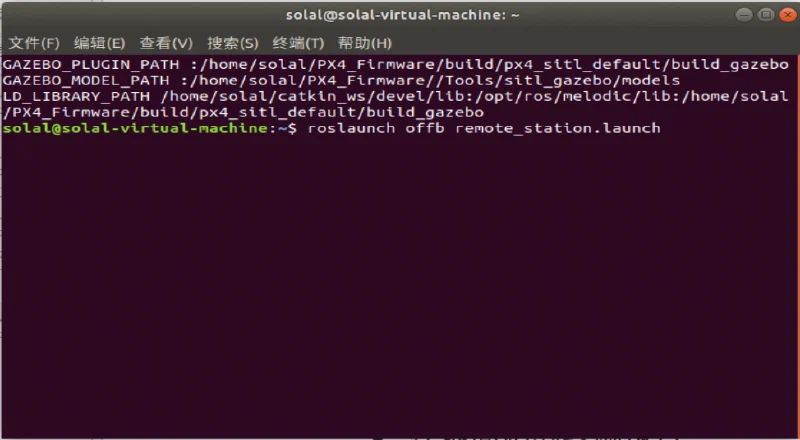 solal@solal-virtual-machine: ~
文件(F) 编辑(E) 查看(V) 搜索(S) 终端(T) 帮助(H)
GAZEBO_PLUGIN_PATH :/home/solal/PX4_Firmware/build/px4_sitl_default/build_gazebo
GAZEBO_MODEL_PATH :/home/solal/PX4_Firmware//Tools/sitl_gazebo/models
LD_LIBRARY_PATH /home/solal/catkin_ws/devel/lib:/opt/ros/melodic/lib:/home/solal
/PX4_Firmware/build/px4_sitl_default/build_gazebo
solal@solal-virtual-machine:~$ roslaunch offb remote_station.launch